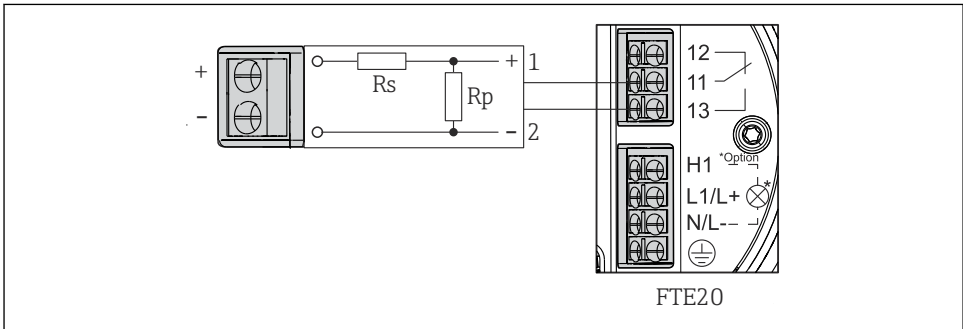 +
-
Rs
Rp
+ 1
- 2
12
11
13
H1 *Option
L1/L+ *
N/L-
FTE20